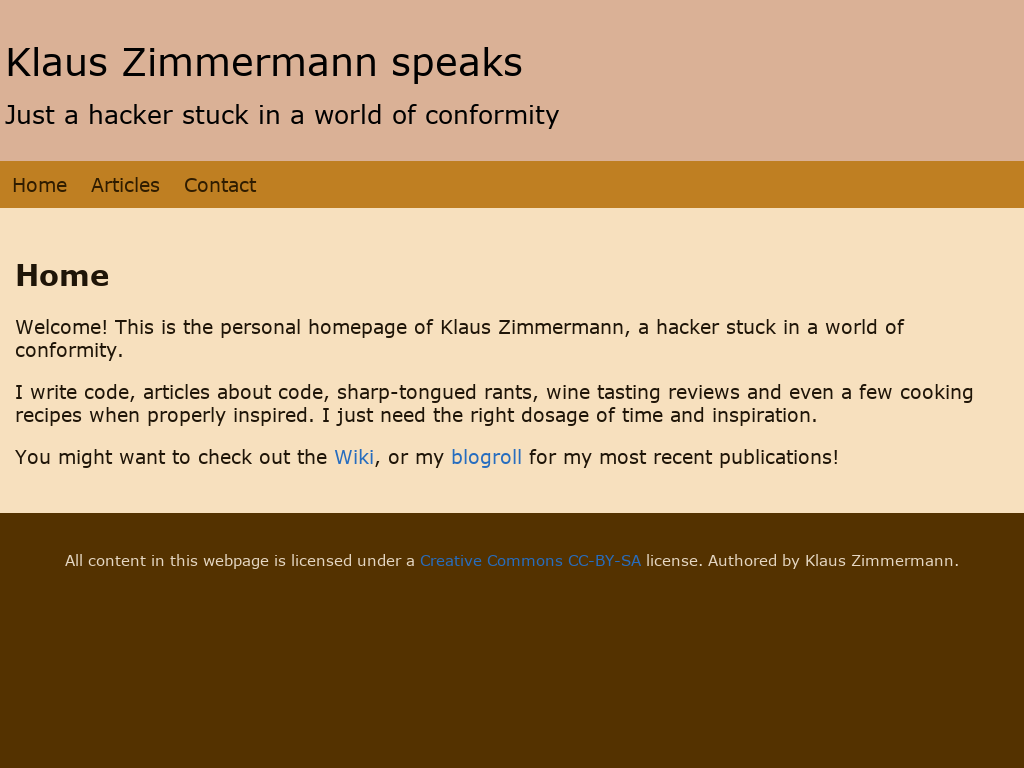 Klaus Zimmermann speaks
Just a hacker stuck in a world of conformity
Home Articles Contact
Home
Welcome! This is the personal homepage of Klaus Zimmermann, a hacker stuck in a world of
conformity.
I write code, articles about code, sharp-tongued rants, wine tasting reviews and even a few cooking
recipes when properly inspired. I just need the right dosage of time and inspiration.
You might want to check out the Wiki, or my blogroll for my most recent publications!
All content in this webpage is licensed under a Creative Commons CC-BY-SA license. Authored by Klaus Zimmermann.